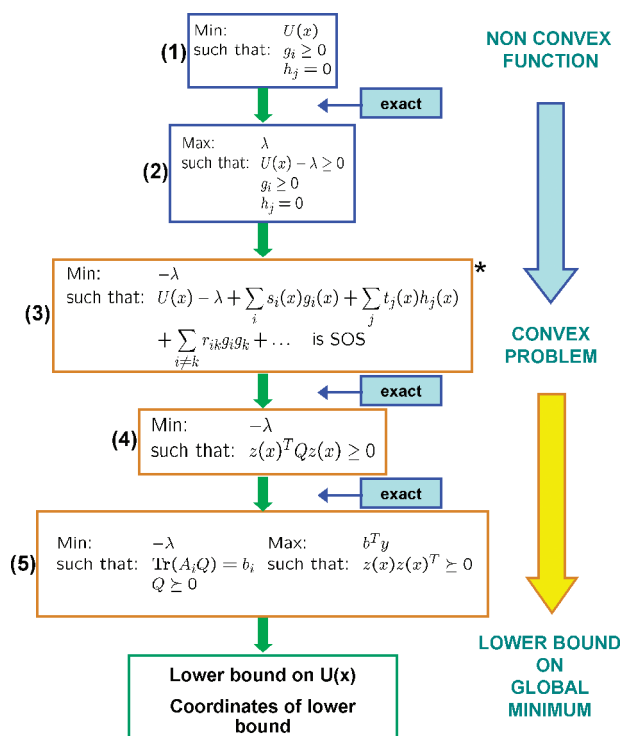 (1)
Min: U(x)
such that: g_i ≥ 0
h_j = 0
exact
(2)
Max: λ
such that: U(x) − λ ≥ 0
g_i ≥ 0
h_j = 0
*
(3)
Min: −λ
such that: U(x) − λ + ∑_i s_i(x)g_i(x) + ∑_j t_j(x)h_j(x)
+ ∑_{i≠k} r_{ik}g_ig_k + … is SOS
exact
(4)
Min: −λ
such that: z(x)^T Qz(x) ≥ 0
exact
(5)
Min: −λ
such that: Tr(A_iQ) = b_i
Q ⪰ 0
Max: b^T y
such that: z(x)z(x)^T ⪰ 0
Lower bound on U(x)
Coordinates of lower
bound
NON CONVEX
FUNCTION
CONVEX
PROBLEM
LOWER BOUND
ON
GLOBAL
MINIMUM